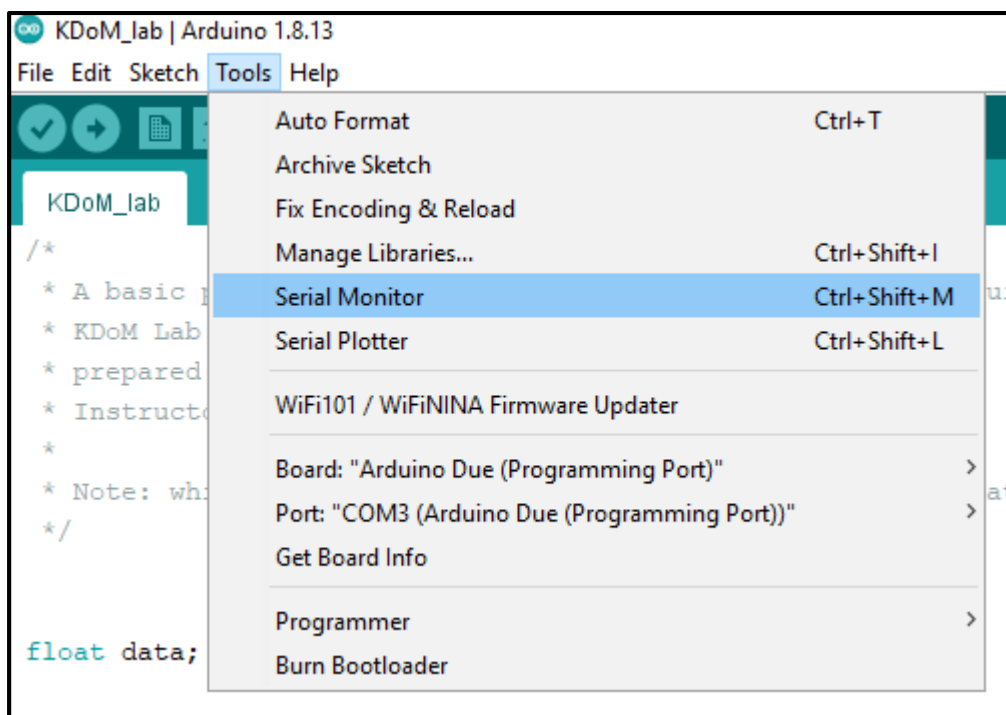 KDoM_lab | Arduino 1.8.13
File Edit Sketch Tools Help
Auto Format Ctrl+T
Archive Sketch
Fix Encoding & Reload
Manage Libraries... Ctrl+Shift+I
Serial Monitor Ctrl+Shift+M
Serial Plotter Ctrl+Shift+L
WiFi101 / WiFiNINA Firmware Updater
Board: "Arduino Due (Programming Port)"
Port: "COM3 (Arduino Due (Programming Port))"
Get Board Info
Programmer
Burn Bootloader
KDoM_lab
/*
* A basic
* KDoM Lab
* prepared
*
* Note:
*/
float data;